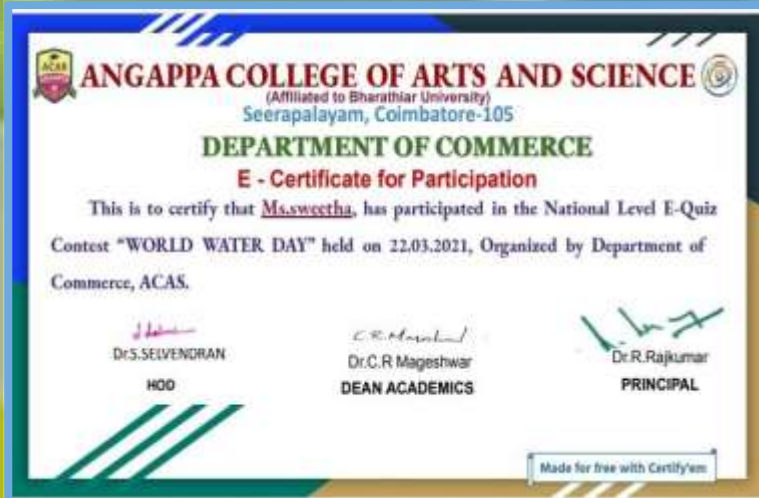 ACAS
ANGAPPA COLLEGE OF ARTS AND SCIENCE
(Affiliated to Bharathiar University)
Seerapalayam, Coimbatore-105
DEPARTMENT OF COMMERCE
E - Certificate for Participation
This is to certify that Ms.swetha, has participated in the National Level E-Quiz
Contest “WORLD WATER DAY” held on 22.03.2021, Organized by Department of
Commerce, ACAS.
Dr.S.SELVENDRAN
HOD
Dr.C.R Mageshwar
DEAN ACADEMICS
Dr.R.Rajkumar
PRINCIPAL
Made for free with Certify'em